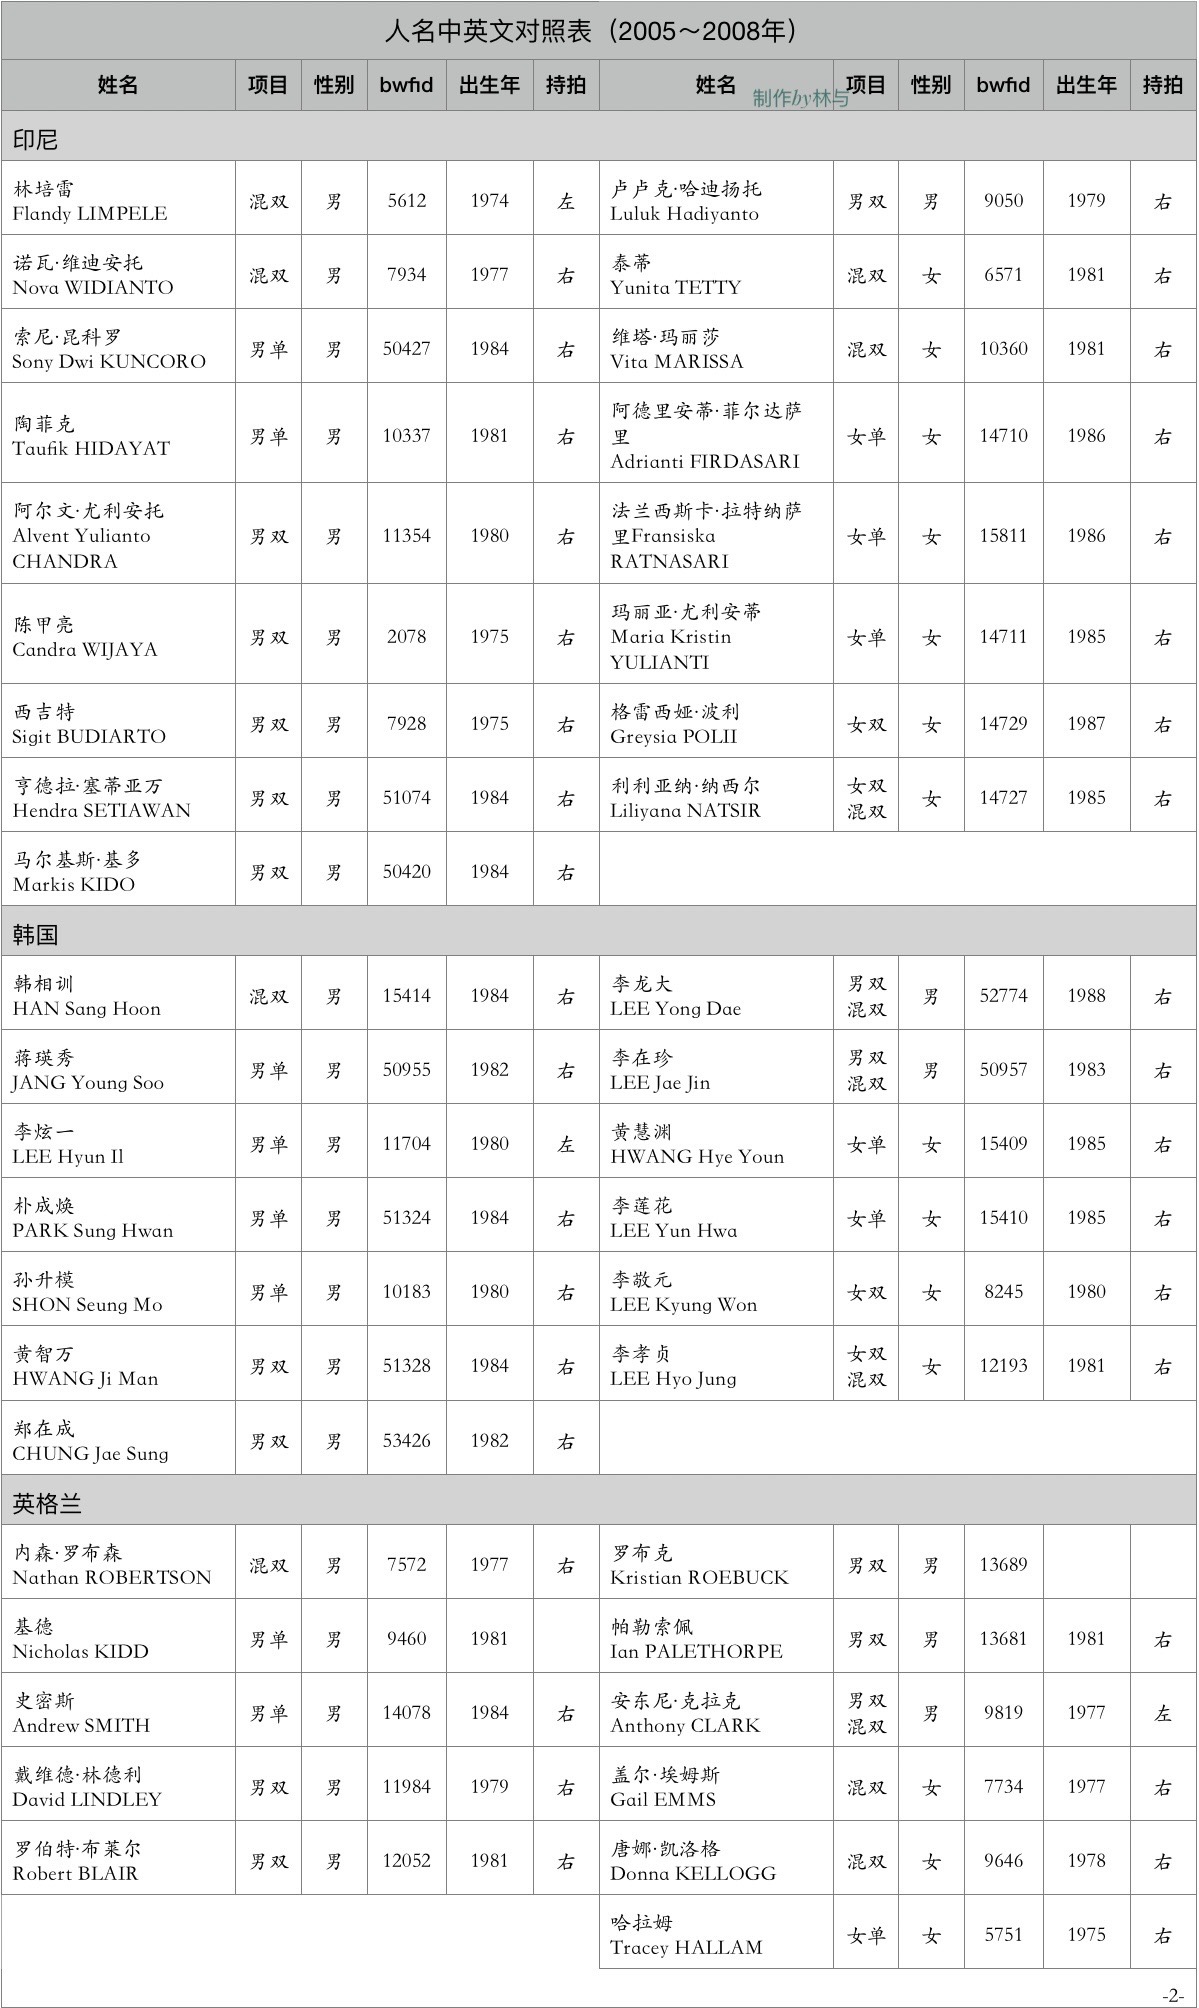 人名中英文对照表（2005～2008年）
姓名 项目 性别 bwfid 出生年 持拍 姓名 项目 性别 bwfid 出生年 持拍
制作by林与
印尼
林培雷
Flandy LIMPELE 混双 男 5612 1974 左
卢卢克·哈迪扬托
Luluk Hadiyanto 男双 男 9050 1979 右
诺瓦·维迪安托
Nova WIDIANTO 混双 男 7934 1977 右
泰蒂
Yunita TETTY 混双 女 6571 1981 右
索尼·昆科罗
Sony Dwi KUNCORO 男单 男 50427 1984 右
维塔·玛丽莎
Vita MARISSA 混双 女 10360 1981 右
陶菲克
Taufik HIDAYAT 男单 男 10337 1981 右
阿德里安蒂·菲尔达萨
里
Adrianti FIRDASARI 女单 女 14710 1986 右
阿尔文·尤利安托
Alvent Yulianto
CHANDRA 男双 男 11354 1980 右
法兰西斯卡·拉特纳萨
里Fransiska
RATNASARI 女单 女 15811 1986 右
陈甲亮
Candra WIJAYA 男双 男 2078 1975 右
玛丽亚·尤利安蒂
Maria Kristin
YULIANTI 女单 女 14711 1985 右
西吉特
Sigit BUDIARTO 男双 男 7928 1975 右
格雷西娅·波利
Greysia POLII 女双 女 14729 1987 右
亨德拉·塞蒂亚万
Hendra SETIAWAN 男双 男 51074 1984 右
利利亚纳·纳西尔 女双
Liliyana NATSIR 混双 女 14727 1985 右
马尔基斯·基多
Markis KIDO 男双 男 50420 1984 右
韩国
韩相训
HAN Sang Hoon 混双 男 15414 1984 右
李龙大 男双
LEE Yong Dae 混双 男 52774 1988 右
蒋瑛秀
JANG Young Soo 男单 男 50955 1982 右
李在珍 男双
LEE Jae Jin 混双 男 50957 1983 右
李炫一
LEE Hyun Il 男单 男 11704 1980 左
黄慧渊
HWANG Hye Youn 女单 女 15409 1985 右
朴成焕
PARK Sung Hwan 男单 男 51324 1984 右
李莲花
LEE Yun Hwa 女单 女 15410 1985 右
孙升模
SHON Seung Mo 男单 男 10183 1980 右
李敬元
LEE Kyung Won 女双 女 8245 1980 右
黄智万
HWANG Ji Man 男双 男 51328 1984 右
李孝贞 女双
LEE Hyo Jung 混双 女 12193 1981 右
郑在成
CHUNG Jae Sung 男双 男 53426 1982 右
英格兰
内森·罗布森
Nathan ROBERTSON 混双 男 7572 1977 右
罗布克
Kristian ROEBUCK 男双 男 13689
基德
Nicholas KIDD 男单 男 9460 1981
帕勒索佩
Ian PALETHORPE 男双 男 13681 1981 右
史密斯
Andrew SMITH 男单 男 14078 1984 右
安东尼·克拉克 男双
Anthony CLARK 混双 男 9819 1977 左
戴维德·林德利
David LINDLEY 男双 男 11984 1979 右
盖尔·埃姆斯
Gail EMMS 混双 女 7734 1977 右
罗伯特·布莱尔
Robert BLAIR 男双 男 12052 1981 右
唐娜·凯洛格
Donna KELLOGG 混双 女 9646 1978 右
哈拉姆
Tracey HALLAM 女单 女 5751 1975 右
-2-